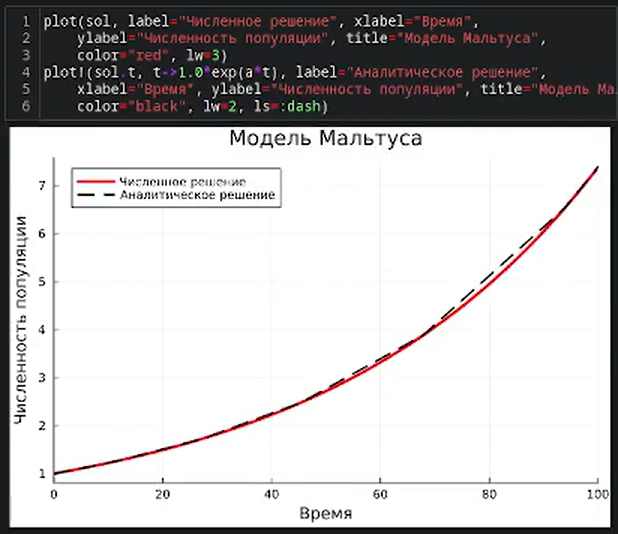 1 plot(sol, label="Численное решение", xlabel="Время",
2 ylabel="Численность популяции", title="Модель Мальтуса",
3 color="red", lw=3)
4 plot!(sol.t, t->1.0*exp(a*t), label="Аналитическое решение",
5 xlabel="Время", ylabel="Численность популяции", title="Модель Ма
6 color="black", lw=2, ls=:dash)
Модель Мальтуса
Численное решение
Аналитическое решение
Численность популяции
7
6
5
4
3
2
1
0 20 40 60 80 100
Время